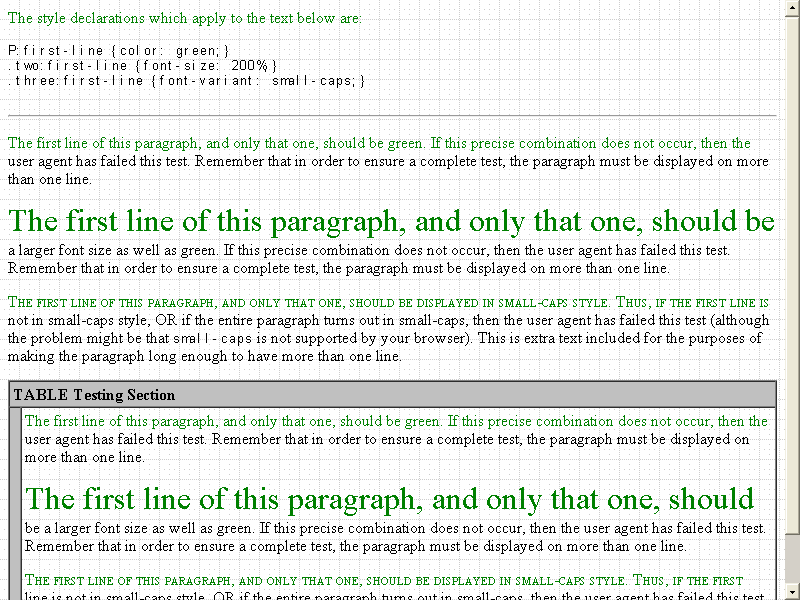 The style declarations which apply to the text below are:
P:first-line {color: green;}
.two:first-line {font-size: 200%}
.three:first-line {font-variant: small-caps;}
The first line of this paragraph, and only that one, should be green. If this precise combination does not occur, then the
user agent has failed this test. Remember that in order to ensure a complete test, the paragraph must be displayed on more
than one line.
The first line of this paragraph, and only that one, should be
a larger font size as well as green. If this precise combination does not occur, then the user agent has failed this test.
Remember that in order to ensure a complete test, the paragraph must be displayed on more than one line.
The first line of this paragraph, and only that one, should be displayed in small-caps style. Thus, if the first line is
not in small-caps style, OR if the entire paragraph turns out in small-caps, then the user agent has failed this test (although
the problem might be that small-caps is not supported by your browser). This is extra text included for the purposes of
making the paragraph long enough to have more than one line.
TABLE Testing Section
The first line of this paragraph, and only that one, should be green. If this precise combination does not occur, then the
user agent has failed this test. Remember that in order to ensure a complete test, the paragraph must be displayed on
more than one line.
The first line of this paragraph, and only that one, should
be a larger font size as well as green. If this precise combination does not occur, then the user agent has failed this test.
Remember that in order to ensure a complete test, the paragraph must be displayed on more than one line.
The first line of this paragraph, and only that one, should be displayed in small-caps style. Thus, if the first
line is not in small-caps style, OR if the entire paragraph turns out in small-caps, then the user agent has failed this test